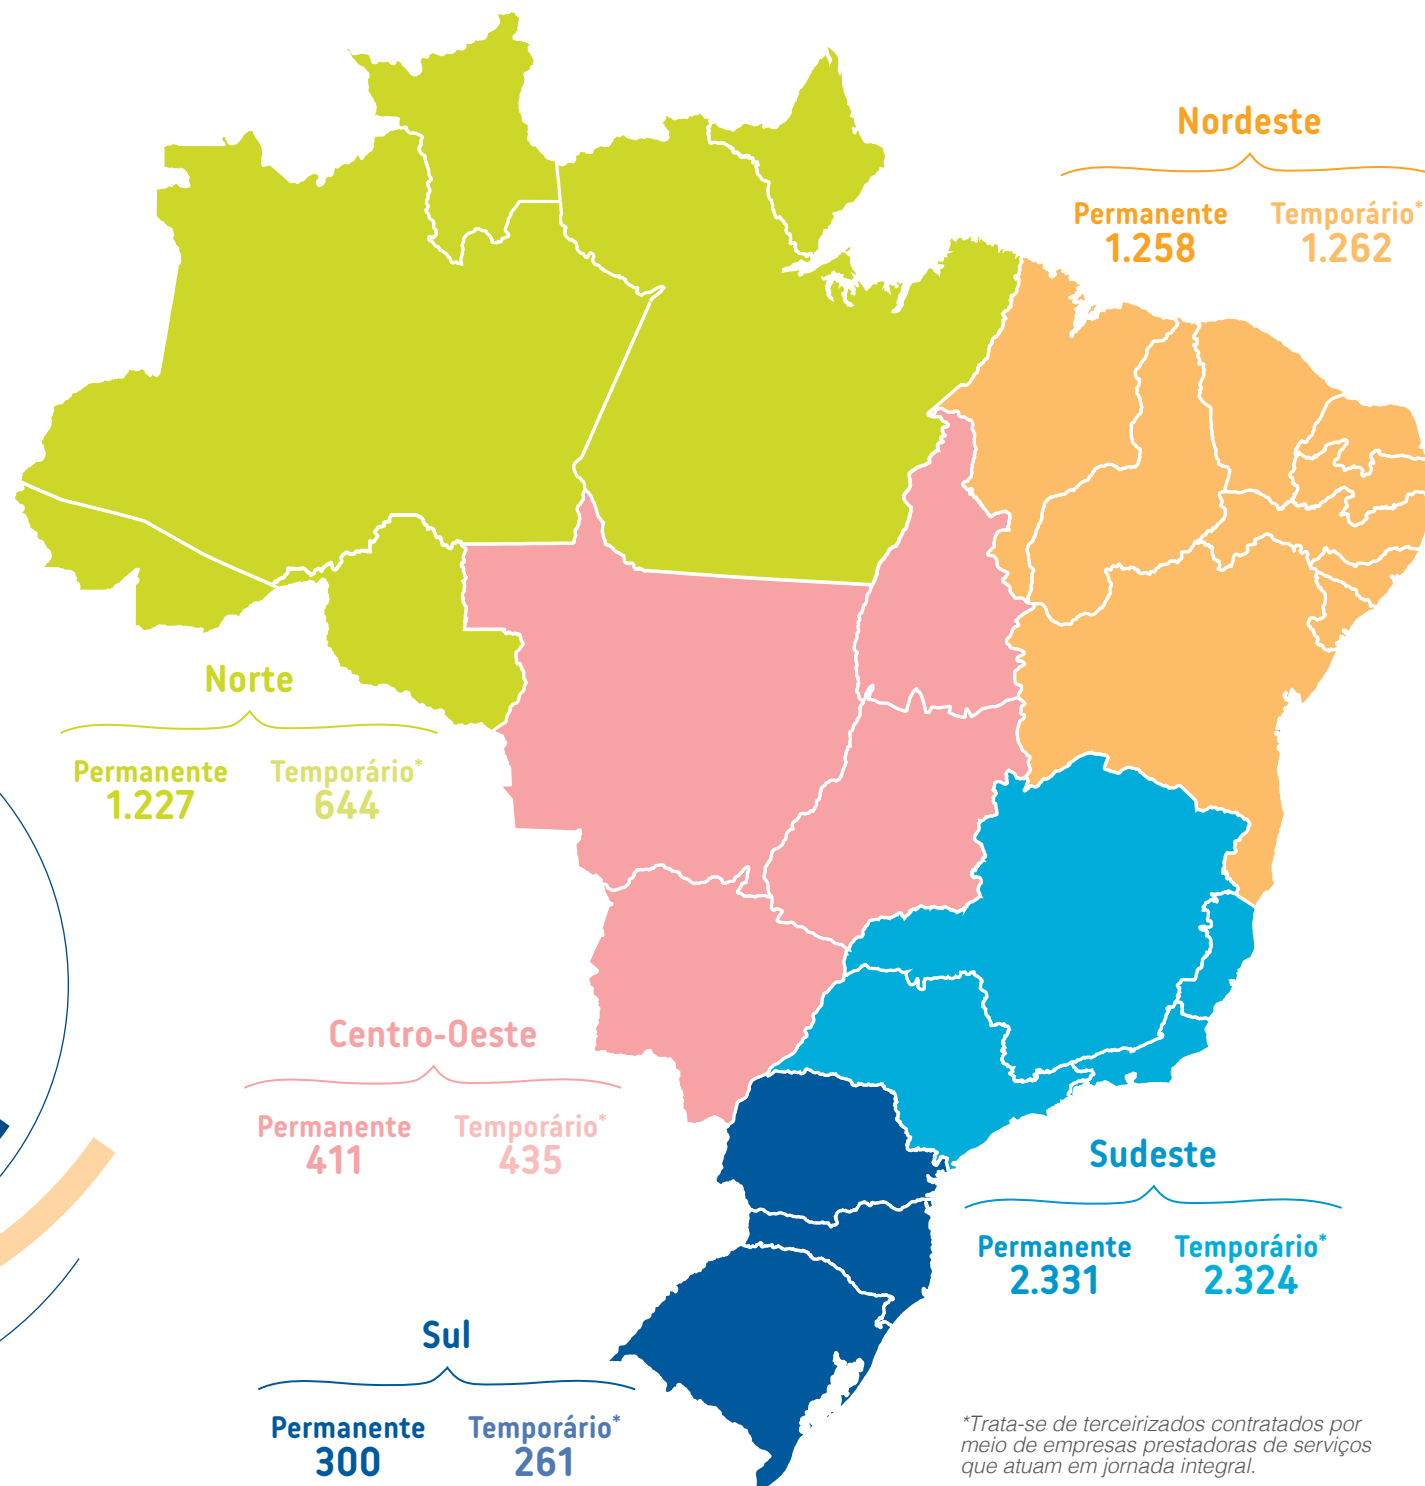 Nordeste
Permanente Temporário*
1.258 1.262
Norte
Permanente Temporário*
1.227 644
Centro-Oeste
Permanente Temporário*
411 435
Sudeste
Permanente Temporário*
2.331 2.324
Sul
Permanente Temporário*
300 261
*Trata-se de terceirizados contratados por
meio de empresas prestadoras de serviços
que atuam em jornada integral.